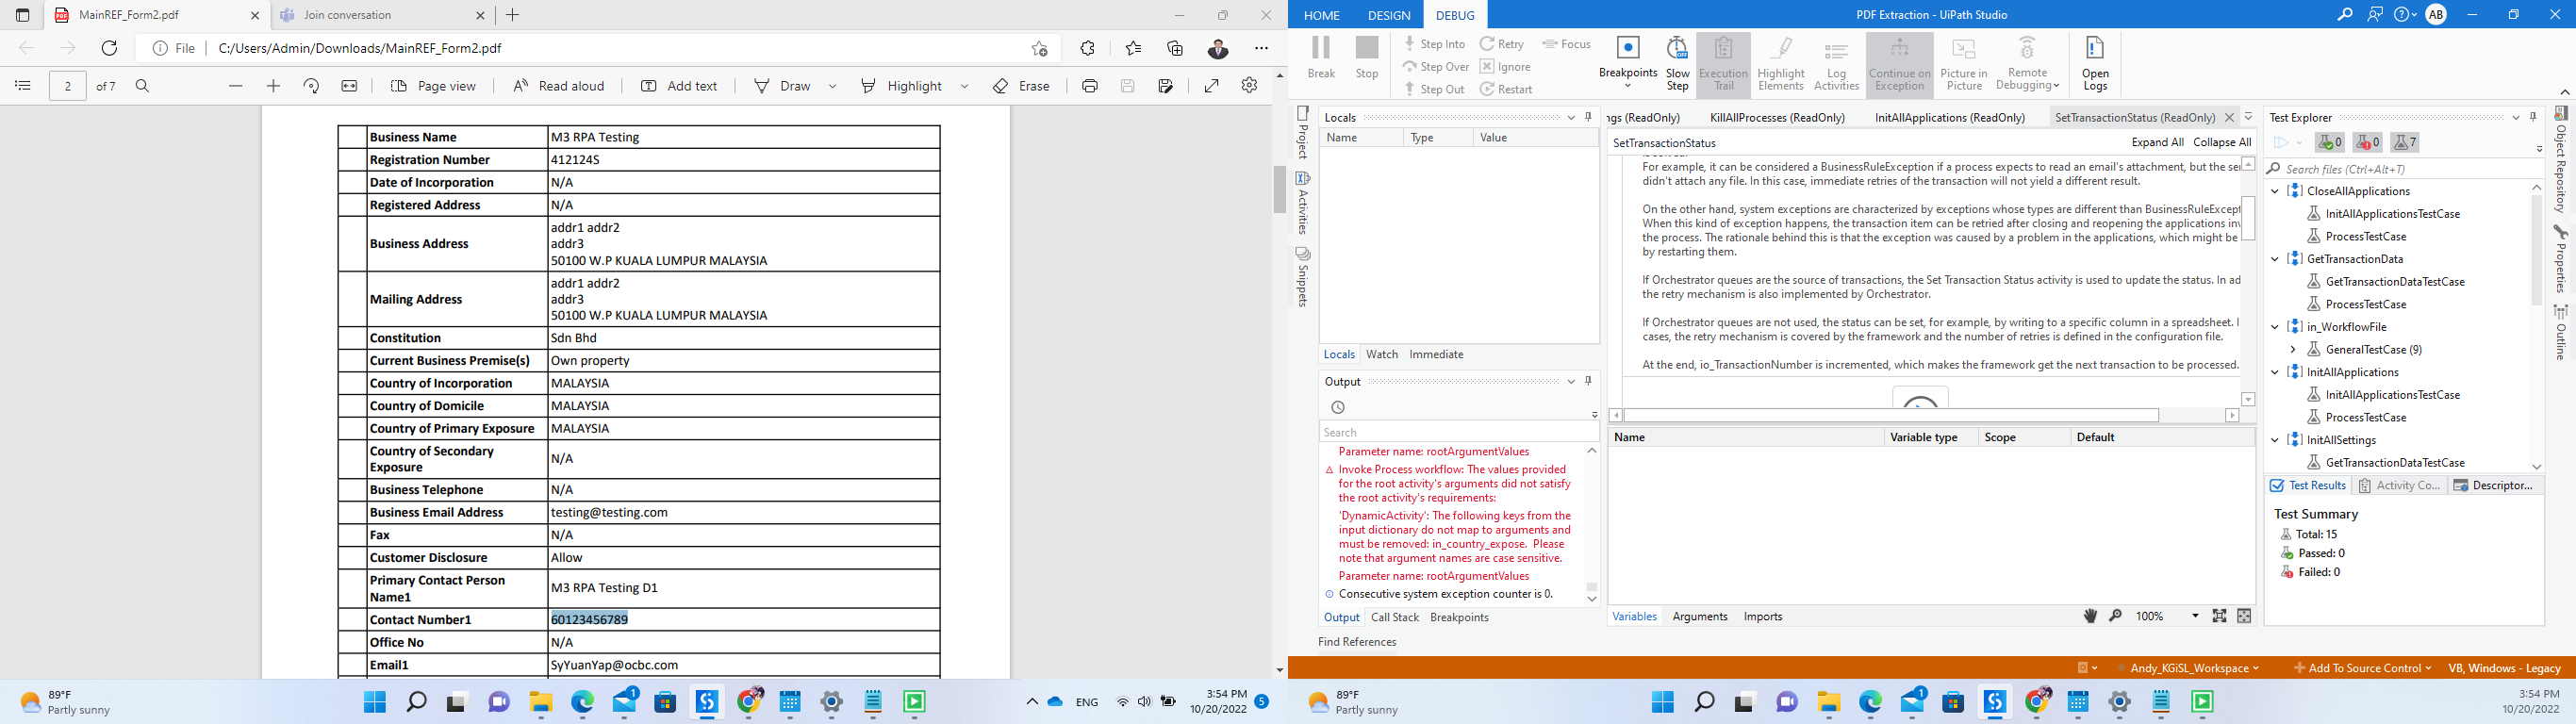 MainREF_Form2.pdf
Join conversation
File
C:/Users/Admin/Downloads/MainREF_Form2.pdf
2
of 7
Page view
Read aloud
Add text
Draw
Highlight
Erase
Business Name M3 RPA Testing
Registration Number 412124S
Date of Incorporation N/A
Registered Address N/A
Business Address
addr1 addr2
addr3
50100 W.P KUALA LUMPUR MALAYSIA
Mailing Address
addr1 addr2
addr3
50100 W.P KUALA LUMPUR MALAYSIA
Constitution Sdn Bhd
Current Business Premise(s) Own property
Country of Incorporation MALAYSIA
Country of Domicile MALAYSIA
Country of Primary Exposure MALAYSIA
Country of Secondary
Exposure
N/A
Business Telephone N/A
Business Email Address testing@testing.com
Fax N/A
Customer Disclosure Allow
Primary Contact Person
Name1
M3 RPA Testing D1
Contact Number1 60123456789
Office No N/A
Email1 SyYuanYap@ocbc.com
89°F
Partly sunny
1
ENG
3:54 PM
10/20/2022
5
HOME DESIGN DEBUG
PDF Extraction - UiPath Studio
AB
Break
Stop
Step Into
Step Over
Step Out
Retry
Ignore
Restart
Focus
Breakpoints
Slow
Step
Execution
Trail
Highlight
Elements
Log
Activities
Continue on
Exception
Picture in
Picture
Remote
Debugging
Open
Logs
Project
Activities
Snippets
Locals
Name Type Value
Locals Watch Immediate
Output
Search
Parameter name: rootArgumentValues
Invoke Process workflow: The values provided
for the root activity's arguments did not satisfy
the root activity's requirements:
'DynamicActivity': The following keys from the
input dictionary do not map to arguments and
must be removed: in_country_expose. Please
note that argument names are case sensitive.
Parameter name: rootArgumentValues
Consecutive system exception counter is 0.
Output Call Stack Breakpoints
Find References
ngs (ReadOnly)
KillAllProcesses (ReadOnly)
InitAllApplications (ReadOnly)
SetTransactionStatus (ReadOnly)
SetTransactionStatus
Expand All Collapse All
For example, it can be considered a BusinessRuleException if a process expects to read an email's attachment, but the se
didn't attach any file. In this case, immediate retries of the transaction will not yield a different result.
On the other hand, system exceptions are characterized by exceptions whose types are different than BusinessRuleExcept
When this kind of exception happens, the transaction item can be retried after closing and reopening the applications inv
the process. The rationale behind this is that the exception was caused by a problem in the applications, which might be
by restarting them.
If Orchestrator queues are the source of transactions, the Set Transaction Status activity is used to update the status. In ad
the retry mechanism is also implemented by Orchestrator.
If Orchestrator queues are not used, the status can be set, for example, by writing to a specific column in a spreadsheet. I
cases, the retry mechanism is covered by the framework and the number of retries is defined in the configuration file.
At the end, io_TransactionNumber is incremented, which makes the framework get the next transaction to be processed.
Name Variable type Scope Default
Variables Arguments Imports
100%
Test Explorer
0 0 7
Search files (Ctrl+Alt+T)
CloseAllApplications
InitAllApplicationsTestCase
ProcessTestCase
GetTransactionData
GetTransactionDataTestCase
ProcessTestCase
in_WorkflowFile
GeneralTestCase (9)
InitAllApplications
InitAllApplicationsTestCase
ProcessTestCase
InitAllSettings
GetTransactionDataTestCase
Test Results
Activity Co...
Descriptor...
Test Summary
Total: 15
Passed: 0
Failed: 0
Object Repository
Properties
Outline
Andy_KGiSL_Workspace
Add To Source Control
VB, Windows - Legacy
89°F
Partly sunny
1
3:54 PM
10/20/2022